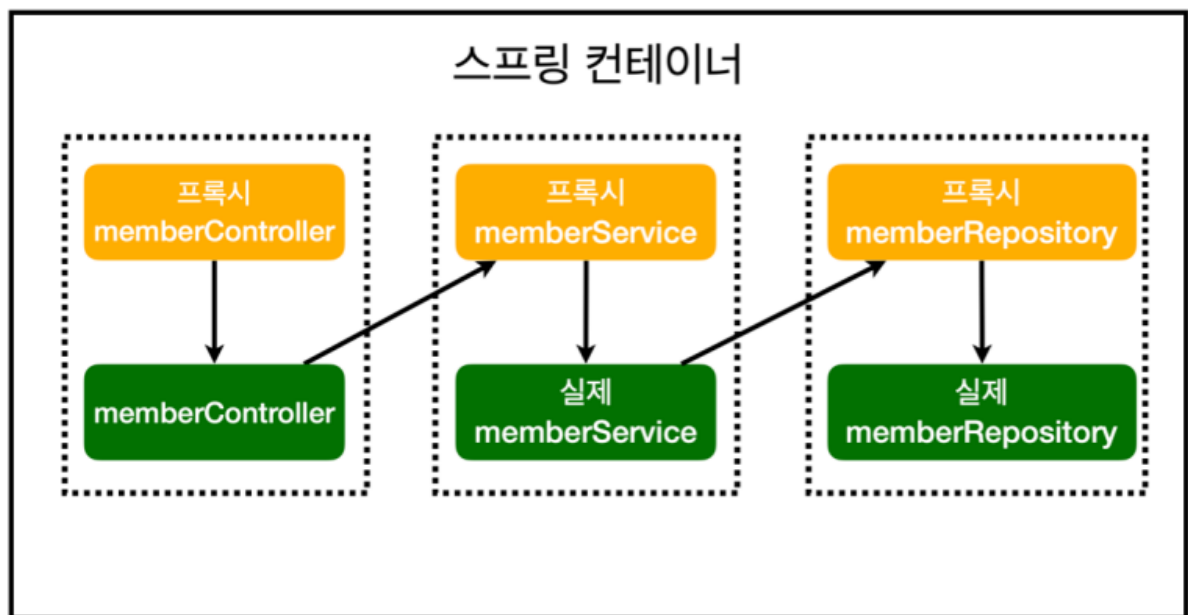 스프링 컨테이너
프록시
memberController
프록시
memberService
프록시
memberRepository
memberController
실제
memberService
실제
memberRepository